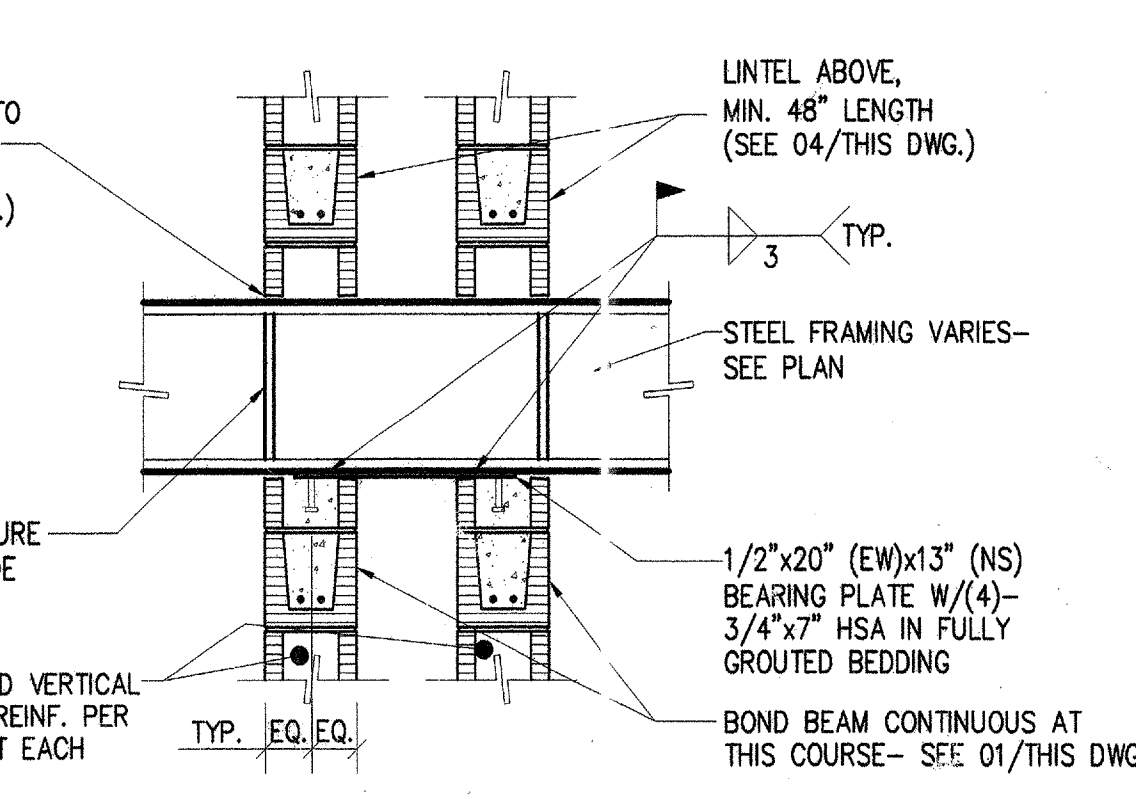 TO
.)
LINTEL ABOVE,
MIN. 48" LENGTH
(SEE 04/THIS DWG.)
3
TYP.
STEEL FRAMING VARIES–
SEE PLAN
URE
DE
1/2"x20" (EW)x13" (NS)
BEARING PLATE W/(4)–
3/4"x7" HSA IN FULLY
GROUTED BEDDING
D VERTICAL
REINF. PER
T EACH
TYP. EQ. EQ.
BOND BEAM CONTINUOUS AT
THIS COURSE– SEE 01/THIS DWG